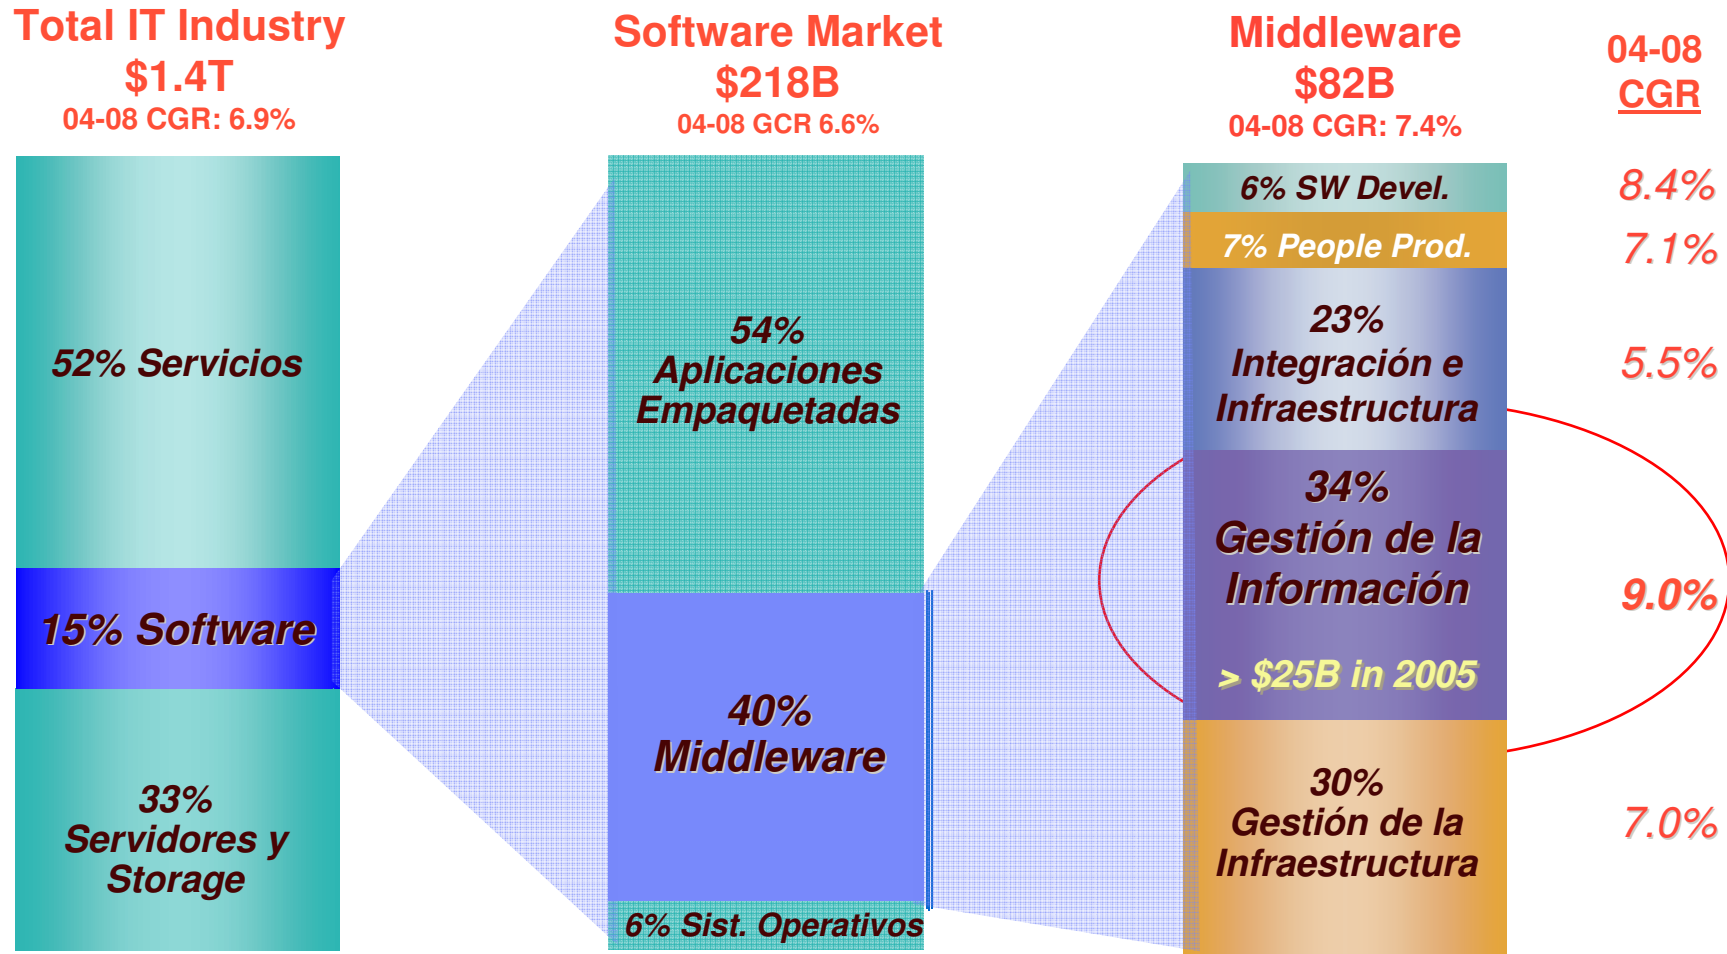 Total IT Industry
$1.4T
04-08 CGR: 6.9%
52% Servicios
15% Software
33%
Servidores y
Storage
Software Market
$218B
04-08 GCR 6.6%
54%
Aplicaciones
Empaquetadas
40%
Middleware
6% Sist. Operativos
Middleware
$82B
04-08 CGR: 7.4%
6% SW Devel.
7% People Prod.
23%
Integración e
Infraestructura
34%
Gestión de la
Información
> $25B in 2005
30%
Gestión de la
Infraestructura
04-08
CGR
8.4%
7.1%
5.5%
9.0%
7.0%